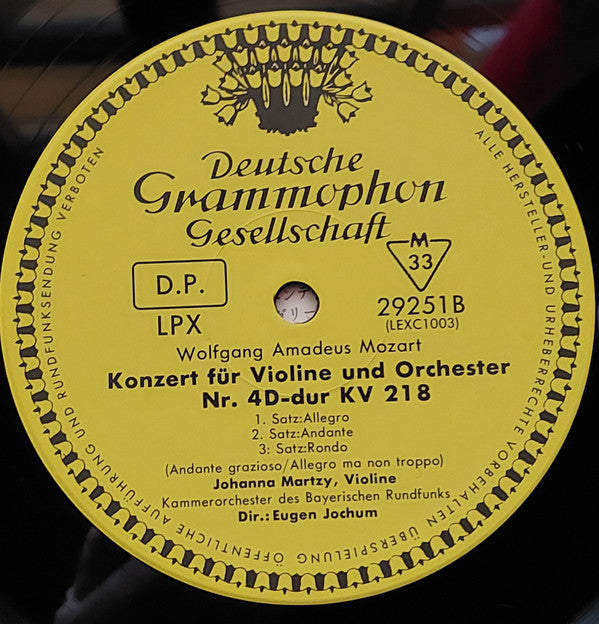 Deutsche
Grammophon
Gesellschaft
D.P.
LPX
M
33
29251B
(LEXC1003)
Wolfgang Amadeus Mozart
Konzert für Violine und Orchester
Nr. 4D-dur KV 218
1. Satz:Allegro
2. Satz:Andante
3: Satz:Rondo
(Andante grazioso/Allegro ma non troppo)
Johanna Martzy, Violine
Kammerorchester des Bayerischen Rundfunks
Dir.:Eugen Jochum
ALLE HERSTELLER-UND URHEBERRECHTE VORBEHALTEN ÜBERSPIELUNG ÖFFENTLICHE AUFFÜHRUNG UND RUNDFUNKSENDUNG VERBOTEN